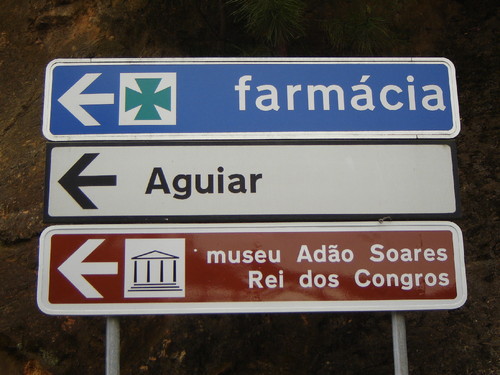 farmácia
Aguiar
museu Adão Soares
Rei dos Congros